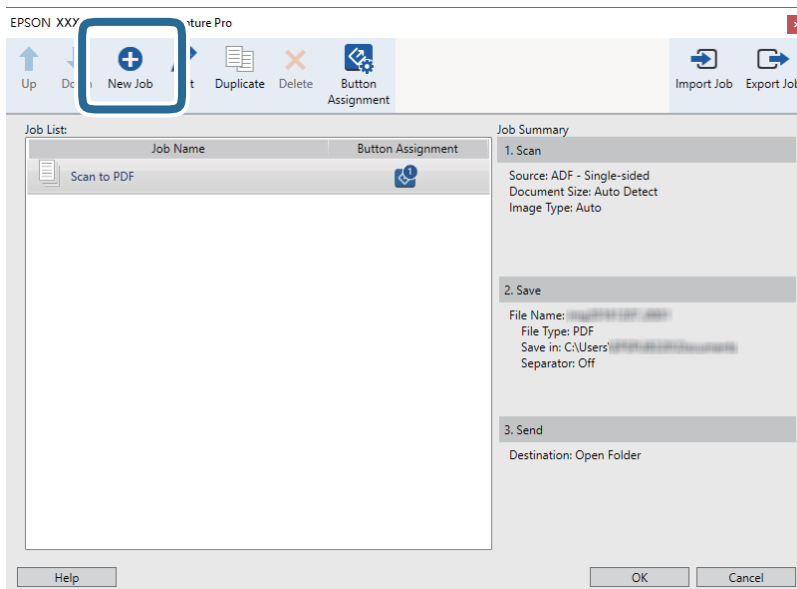 EPSON XXX ture Pro
Up
New Job
Duplicate
Delete
Button
Assignment
Import Job
Export Job
Job List:
Job Name
Button Assignment
Scan to PDF
1
Job Summary
1. Scan
Source: ADF - Single-sided
Document Size: Auto Detect
Image Type: Auto
2. Save
File Name:
File Type: PDF
Save in: C:\Users\
Separator: Off
3. Send
Destination: Open Folder
Help
OK
Cancel